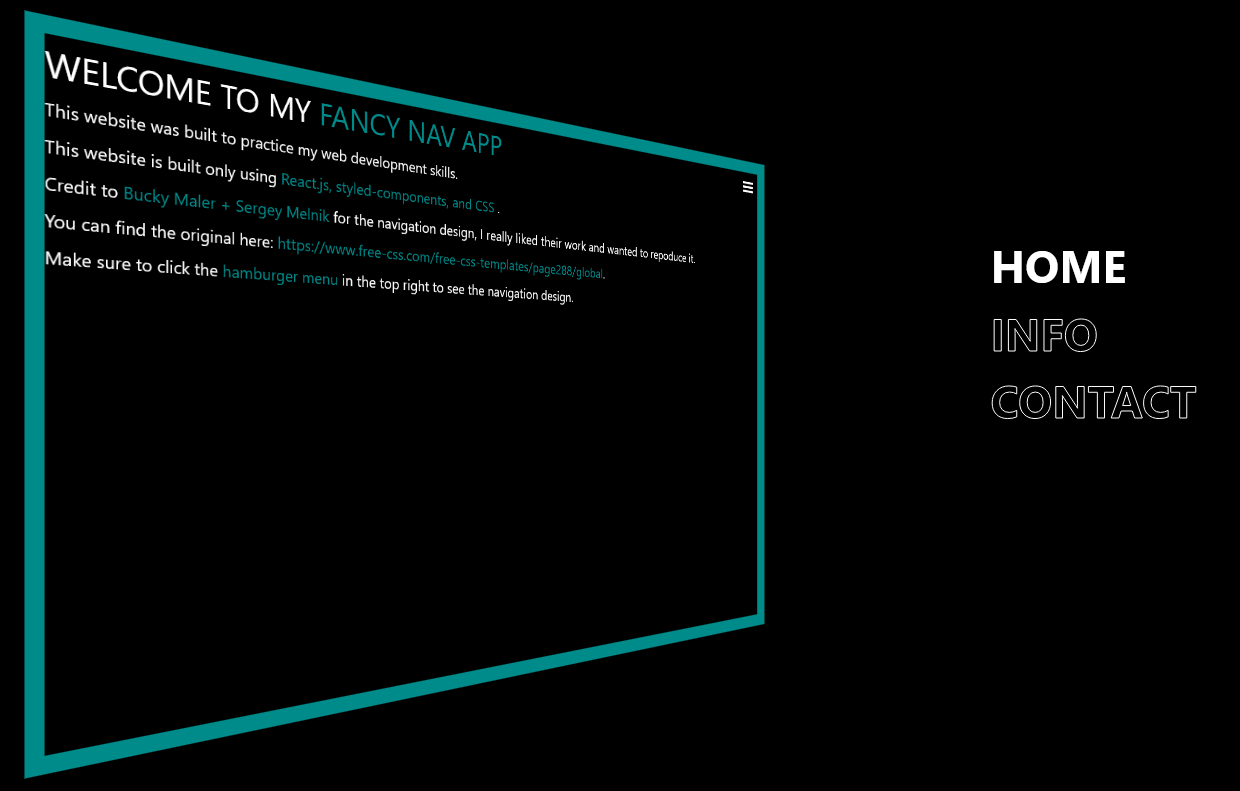 WELCOME TO MY FANCY NAV APP
This website was built to practice my web development skills.
This website is built only using React.js, styled-components, and CSS .
Credit to Bucky Maler + Sergey Melnik for the navigation design, I really liked their work and wanted to repoduce it.
You can find the original here: https://www.free-css.com/free-css-templates/page288/global.
Make sure to click the hamburger menu in the top right to see the navigation design.
HOME
INFO
CONTACT